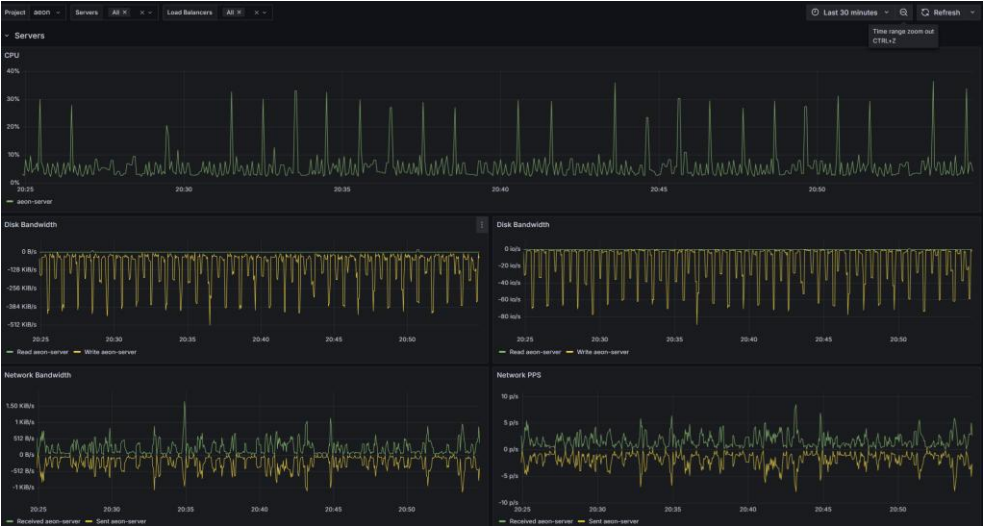 Project aeon Servers All × Load Balancers All × Last 30 minutes Refresh
Time range zoom out
CTRL+Z
Servers
CPU
40%
30%
20%
10%
0%
20:25 20:30 20:35 20:40 20:45 20:50
aeon-server
Disk Bandwidth
0 B/s
-128 KiB/s
-256 KiB/s
-384 KiB/s
-512 KiB/s
20:25 20:30 20:35 20:40 20:45 20:50
Read aeon-server Write aeon-server
Disk Bandwidth
0 io/s
-20 io/s
-40 io/s
-60 io/s
-80 io/s
20:25 20:30 20:35 20:40 20:45 20:50
Read aeon-server Write aeon-server
Network Bandwidth
1.50 KiB/s
1 KiB/s
512 B/s
0 B/s
-512 B/s
-1 KiB/s
20:25 20:30 20:35 20:40 20:45 20:50
Received aeon-server Sent aeon-server
Network PPS
10 p/s
5 p/s
0 p/s
-5 p/s
-10 p/s
20:25 20:30 20:35 20:40 20:45 20:50
Received aeon-server Sent aeon-server